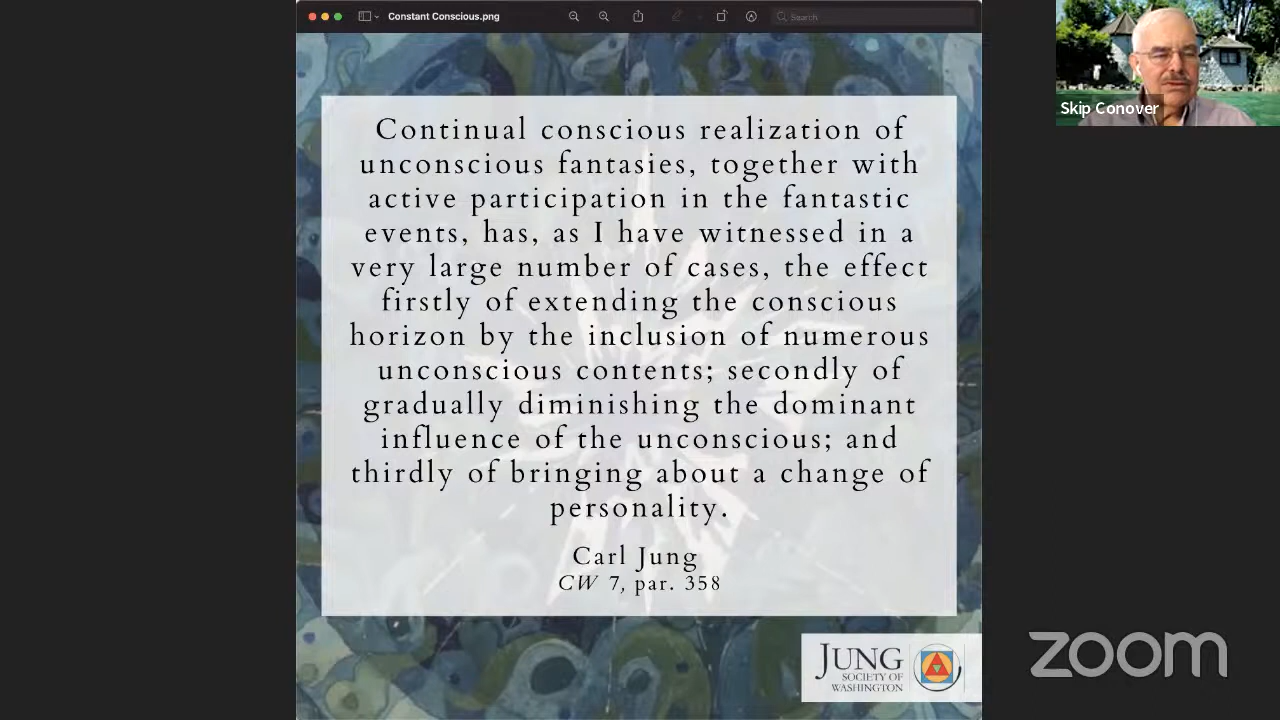 Constant Conscious.png
Search
Skip Conover
Continual conscious realization of
unconscious fantasies, together with
active participation in the fantastic
events, has, as I have witnessed in a
very large number of cases, the effect
firstly of extending the conscious
horizon by the inclusion of numerous
unconscious contents; secondly of
gradually diminishing the dominant
influence of the unconscious; and
thirdly of bringing about a change of
personality.
Carl Jung
CW 7, par. 358
JUNG
SOCIETY OF
WASHINGTON
zoom